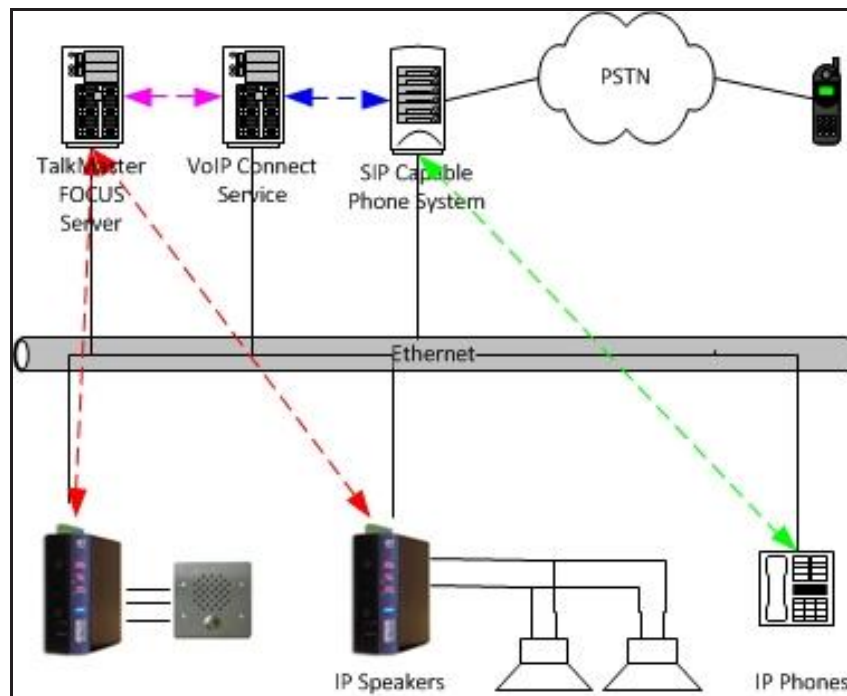 PSTN
TalkMaster
FOCUS
Server
VoIP Connect
Service
SIP Capable
Phone System
Ethernet
IP Speakers
IP Phones